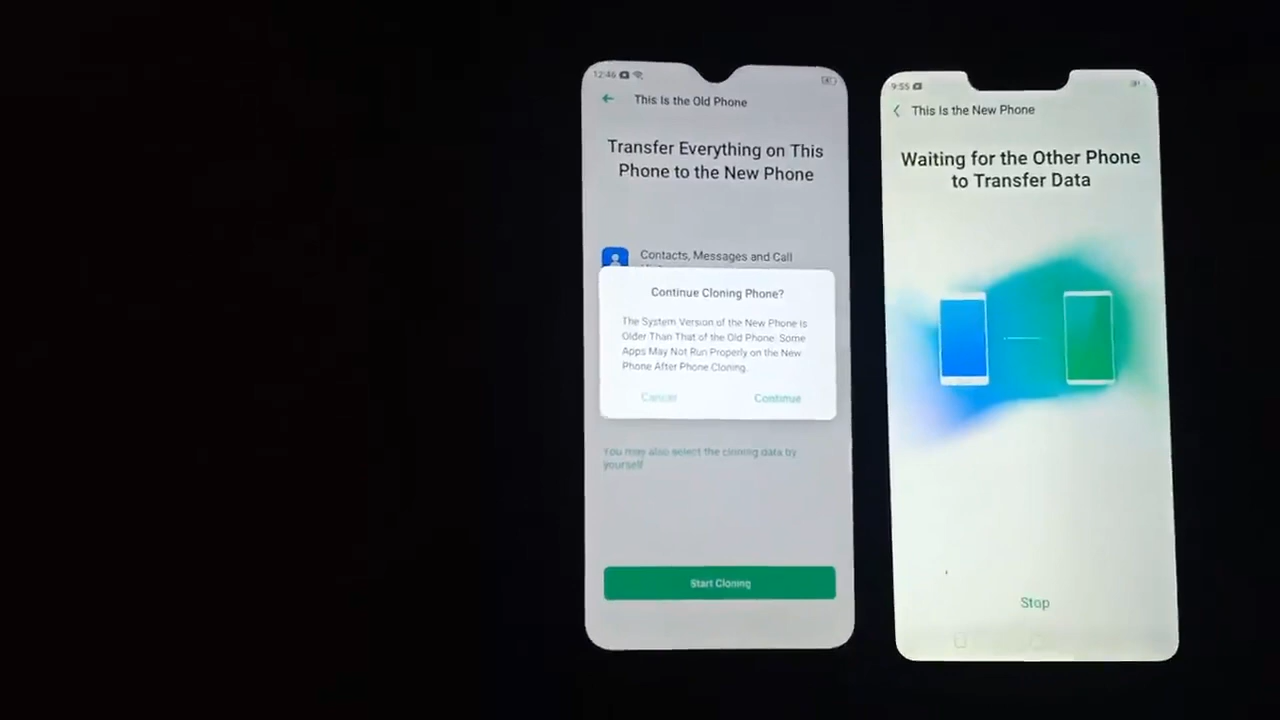 12:46
This Is the Old Phone
Transfer Everything on This
Phone to the New Phone
Contacts, Messages and Call
Continue Cloning Phone?
The System Version of the New Phone Is
Older Than That of the Old Phone. Some
Apps May Not Run Properly on the New
Phone After Phone Cloning.
Cancel
Continue
You may also select the cloning data by
yourself
Start Cloning
9:55
This Is the New Phone
Waiting for the Other Phone
to Transfer Data
Stop